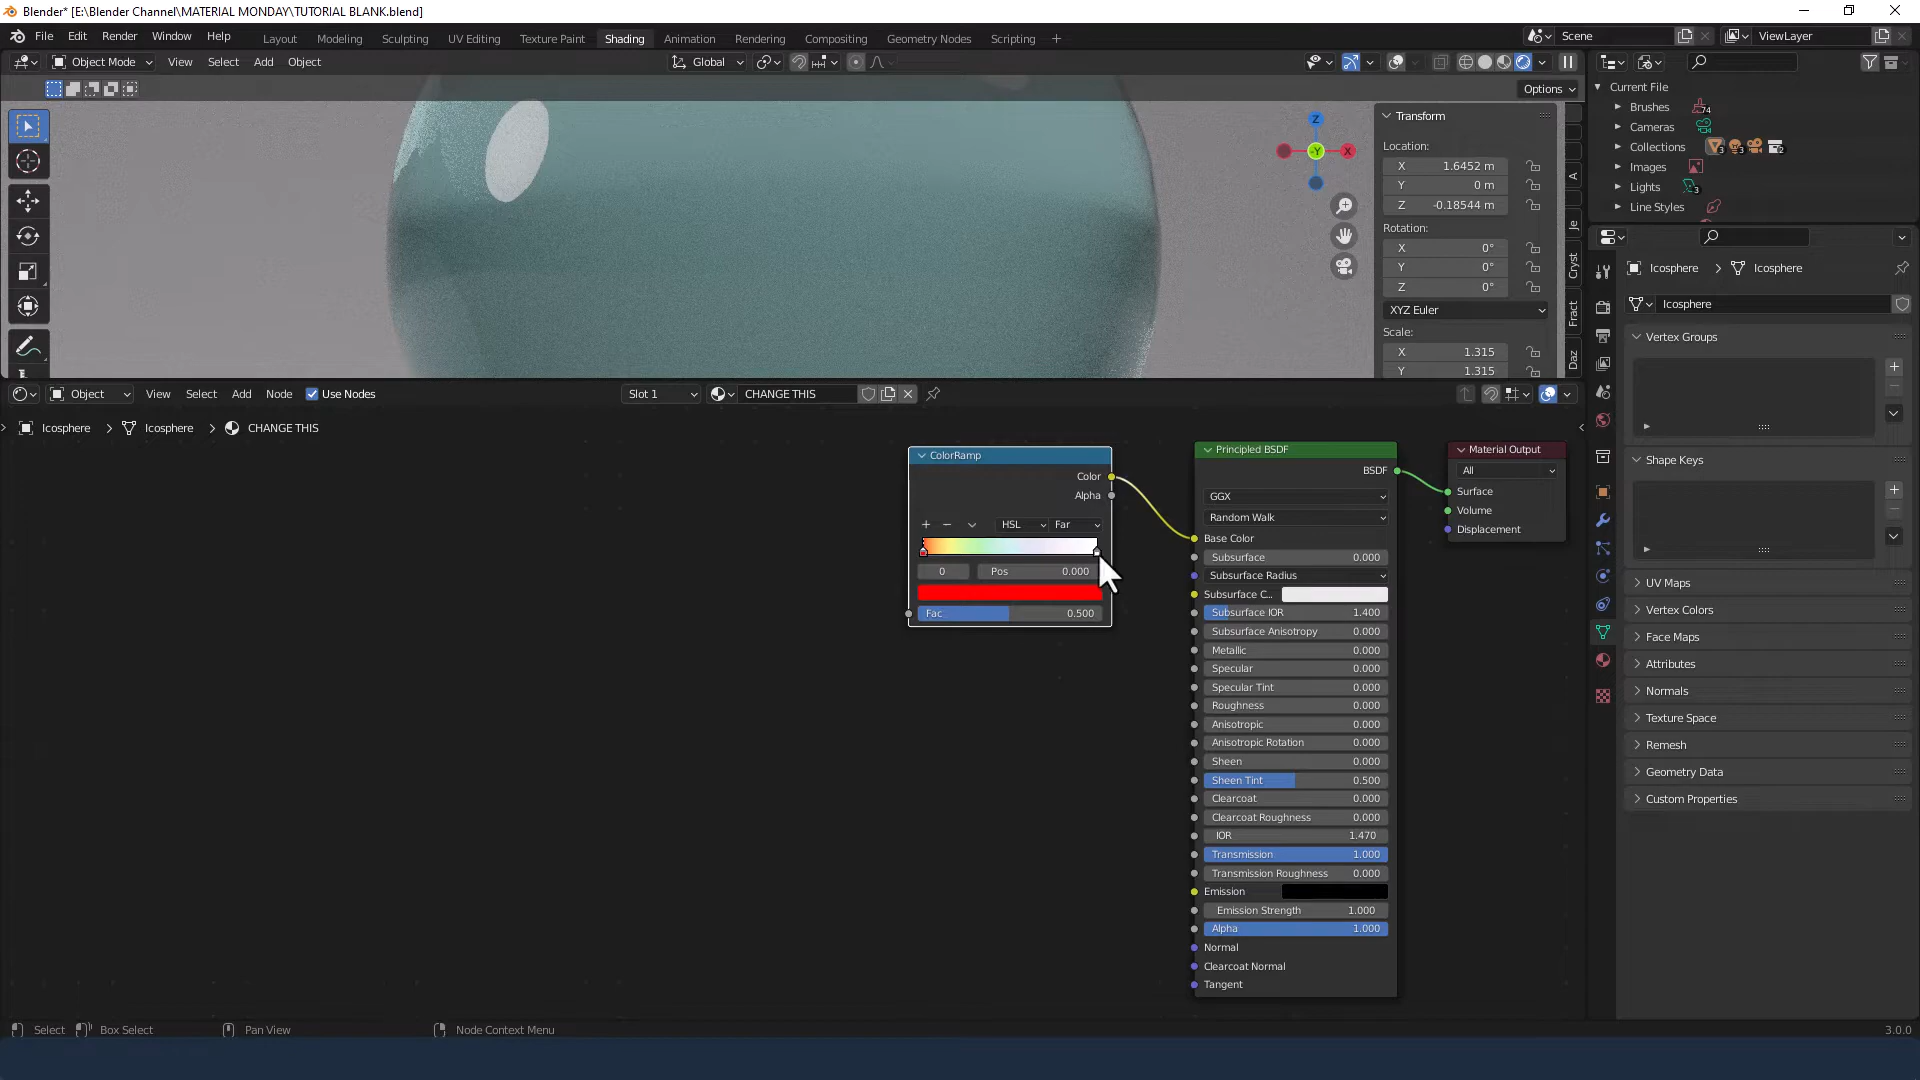 Blender* [E:\Blender Channel\MATERIAL MONDAY\TUTORIAL BLANK.blend]
File Edit Render Window Help Layout Modeling Sculpting UV Editing Texture Paint Shading Animation Rendering Compositing Geometry Nodes Scripting + Scene ViewLayer
Object Mode View Select Add Object Global
Options
Current File
Brushes 74
Cameras
Collections 3 3 2
Images
Lights 3
Line Styles
Transform
Location:
X 1.6452 m
Y 0 m
Z -0.18544 m
Rotation:
X 0°
Y 0°
Z 0°
XYZ Euler
Scale:
X 1.315
1.315
Z
-Y X
A
Je
Cryst
Fract
Daz
Icosphere > Icosphere
Icosphere
Vertex Groups
Shape Keys
UV Maps
Vertex Colors
Face Maps
Attributes
Normals
Texture Space
Remesh
Geometry Data
Custom Properties
Object View Select Add Node Use Nodes Slot 1 CHANGE THIS
Icosphere > Icosphere > CHANGE THIS
ColorRamp
Color
Alpha
+ − HSL Far
0 Pos 0.000
Fac 0.500
Principled BSDF
BSDF
GGX
Random Walk
Base Color
Subsurface 0.000
Subsurface Radius
Subsurface C...
Subsurface IOR 1.400
Subsurface Anisotropy 0.000
Metallic 0.000
Specular 0.000
Specular Tint 0.000
Roughness 0.000
Anisotropic 0.000
Anisotropic Rotation 0.000
Sheen 0.000
Sheen Tint 0.500
Clearcoat 0.000
Clearcoat Roughness 0.000
IOR 1.470
Transmission 1.000
Transmission Roughness 0.000
Emission
Emission Strength 1.000
Alpha 1.000
Normal
Clearcoat Normal
Tangent
Material Output
All
Surface
Volume
Displacement
Select Box Select Pan View Node Context Menu 3.0.0